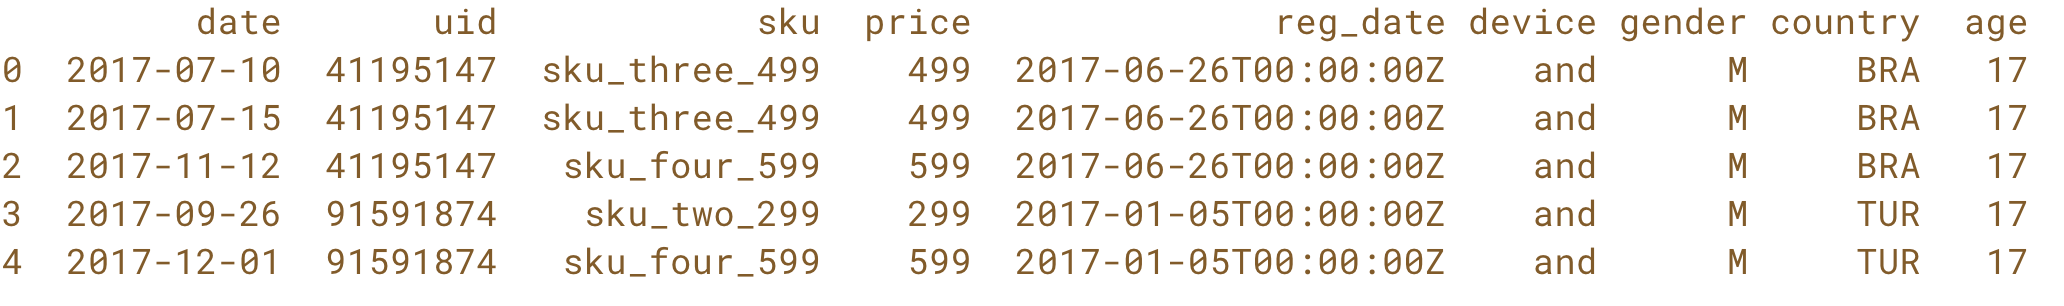 date uid sku price reg_date device gender country age
0 2017-07-10 41195147 sku_three_499 499 2017-06-26T00:00:00Z and M BRA 17
1 2017-07-15 41195147 sku_three_499 499 2017-06-26T00:00:00Z and M BRA 17
2 2017-11-12 41195147 sku_four_599 599 2017-06-26T00:00:00Z and M BRA 17
3 2017-09-26 91591874 sku_two_299 299 2017-01-05T00:00:00Z and M TUR 17
4 2017-12-01 91591874 sku_four_599 599 2017-01-05T00:00:00Z and M TUR 17